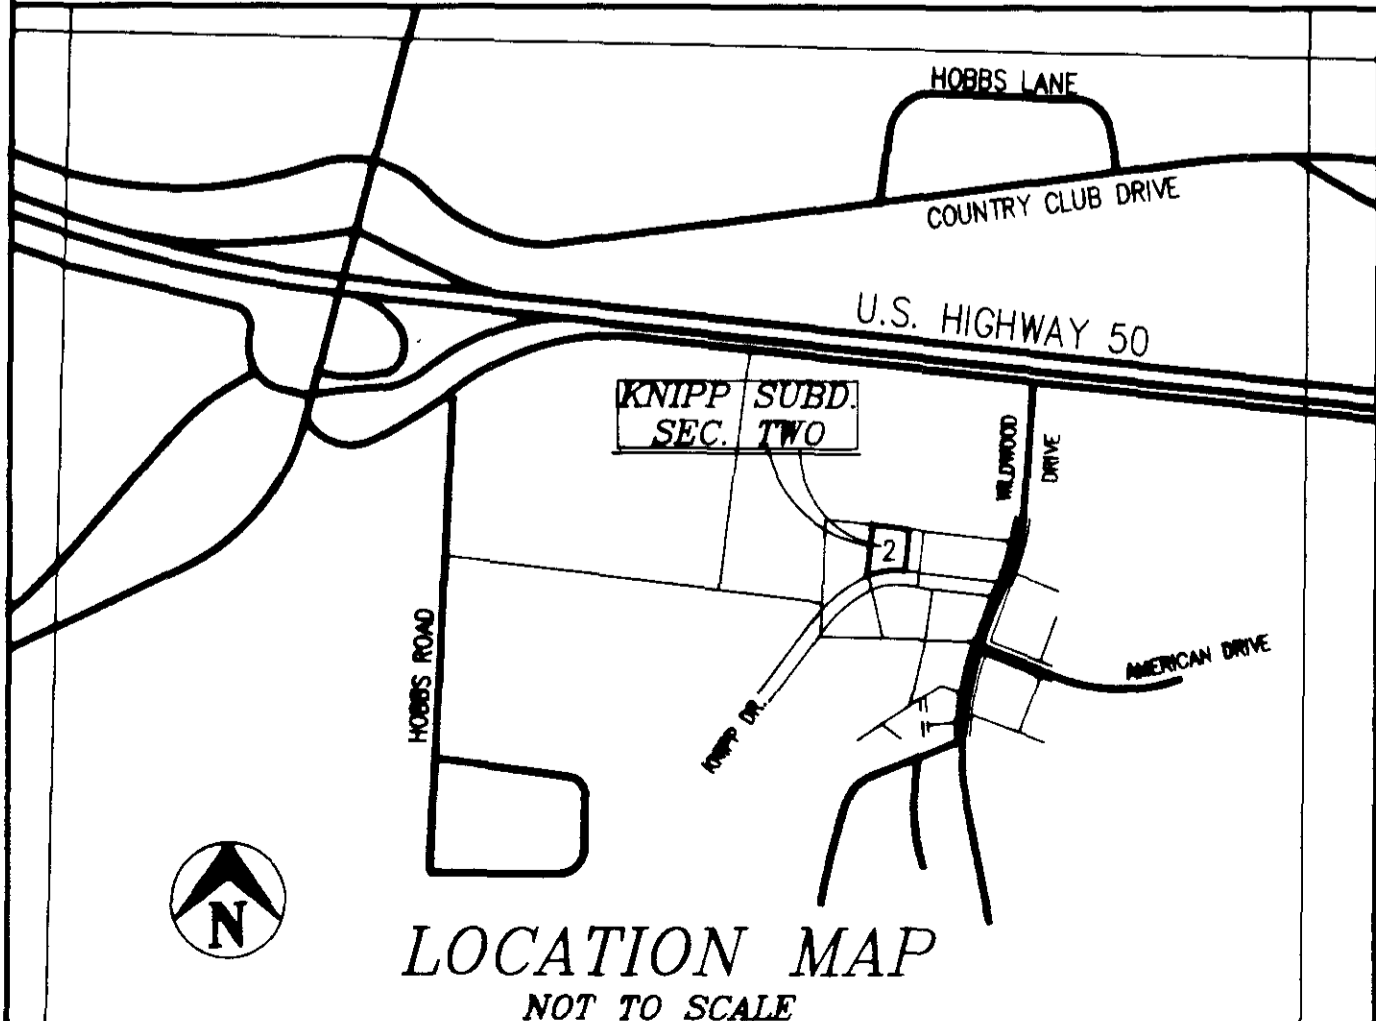 HOBBS LANE
COUNTRY CLUB DRIVE
U.S. HIGHWAY 50
KNIPP SUBD.
SEC. TWO
WILDWOOD
DRIVE
2
HOBBS ROAD
AMERICAN DRIVE
KNIPP DR.
N
LOCATION MAP
NOT TO SCALE